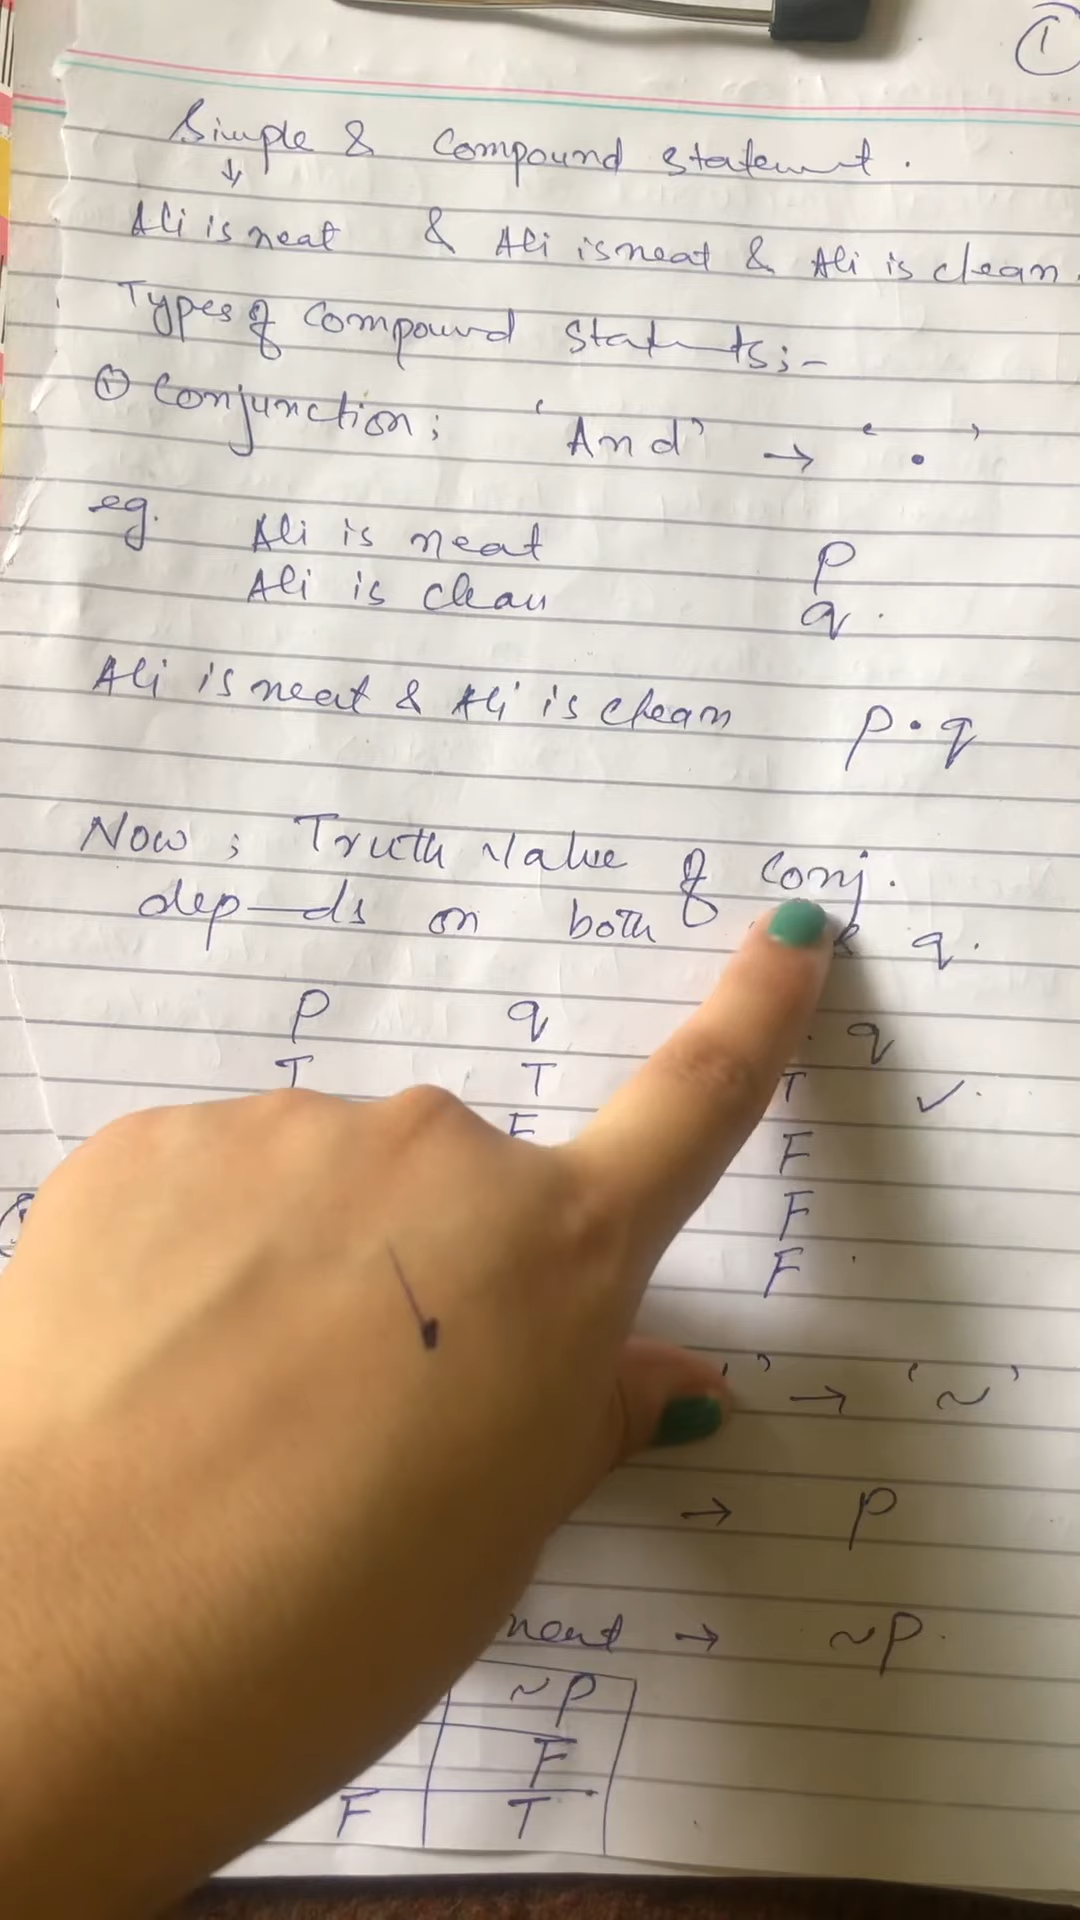 1
Simple & Compound statement.
↓
Ali is neat & Ali is neat & Ali is clean.
Types of Compound Statements;-
① Conjunction; 'And' → ' • '
eg. Ali is neat p
Ali is clean q.
Ali is neat & Ali is clean p • q
Now; Truth Value of Conj.
depends on both & q.
p q . q
T T T ✓.
F F
F
F
' → '~'
→ p
neat → ~p.
~p
F
F T